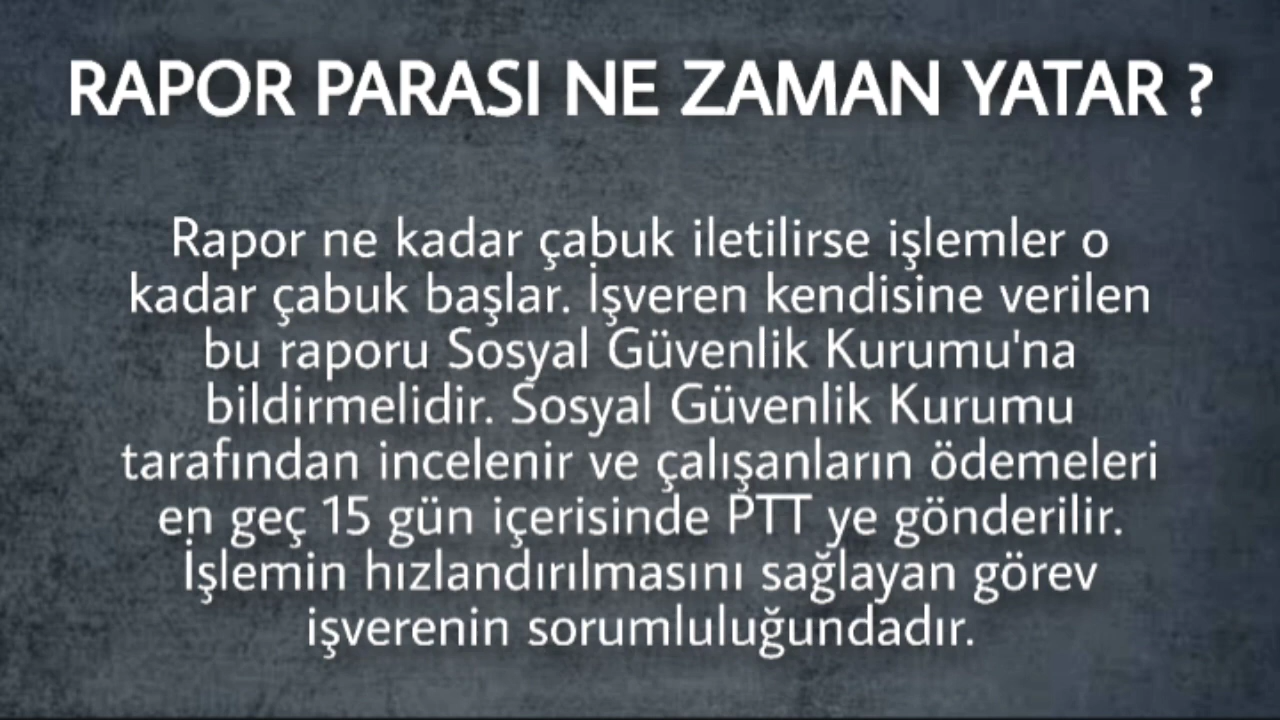 RAPOR PARASI NE ZAMAN YATAR ?
Rapor ne kadar çabuk iletilirse işlemler o
kadar çabuk başlar. İşveren kendisine verilen
bu raporu Sosyal Güvenlik Kurumu'na
bildirmelidir. Sosyal Güvenlik Kurumu
tarafından incelenir ve çalışanların ödemeleri
en geç 15 gün içerisinde PTT ye gönderilir.
İşlemin hızlandırılmasını sağlayan görev
işverenin sorumluluğundadır.